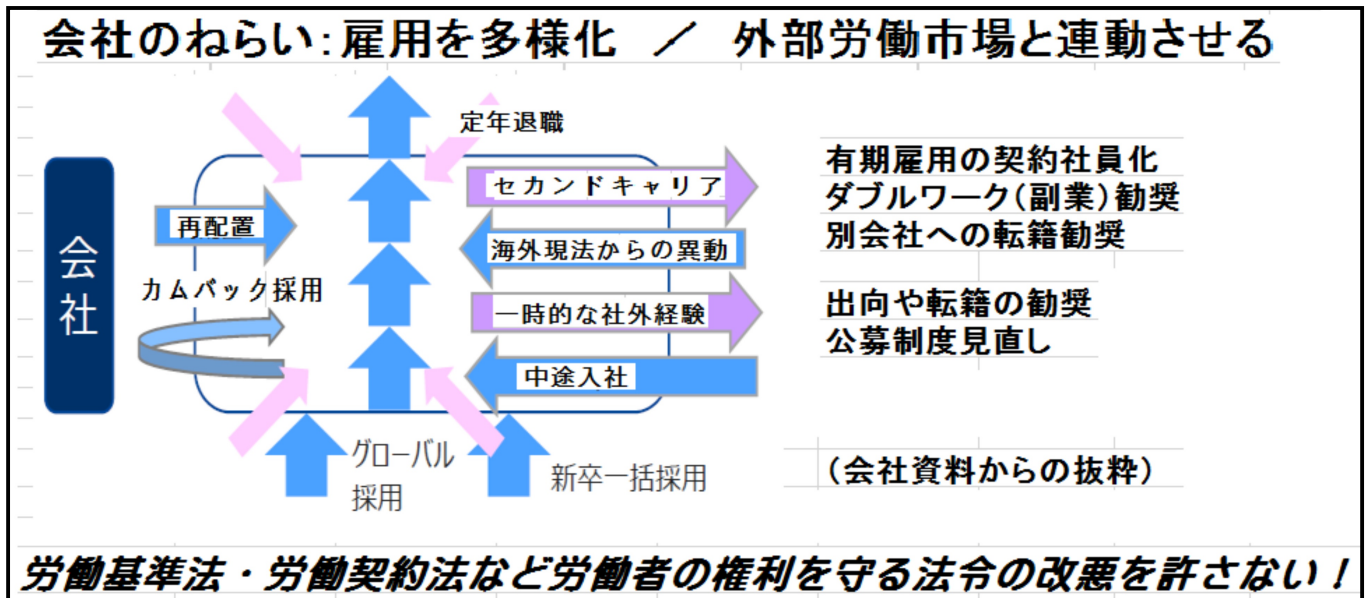 会社のねらい:雇用を多様化 / 外部労働市場と連動させる
定年退職
会社
再配置
カムバック採用
セカンドキャリア
海外現法からの異動
一時的な社外経験
中途入社
グローバル
採用
新卒一括採用
有期雇用の契約社員化
ダブルワーク(副業)勧奨
別会社への転籍勧奨
出向や転籍の勧奨
公募制度見直し
(会社資料からの抜粋)
労働基準法・労働契約法など労働者の権利を守る法令の改悪を許さない!